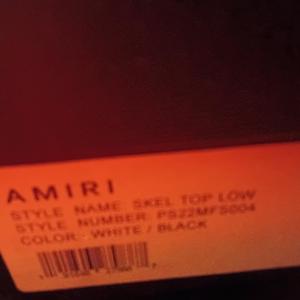 AMIRI
STYLE NAME: SKEL TOP LOW
STYLE NUMBER: PS22MFS004
COLOR - WHITE / BLACK